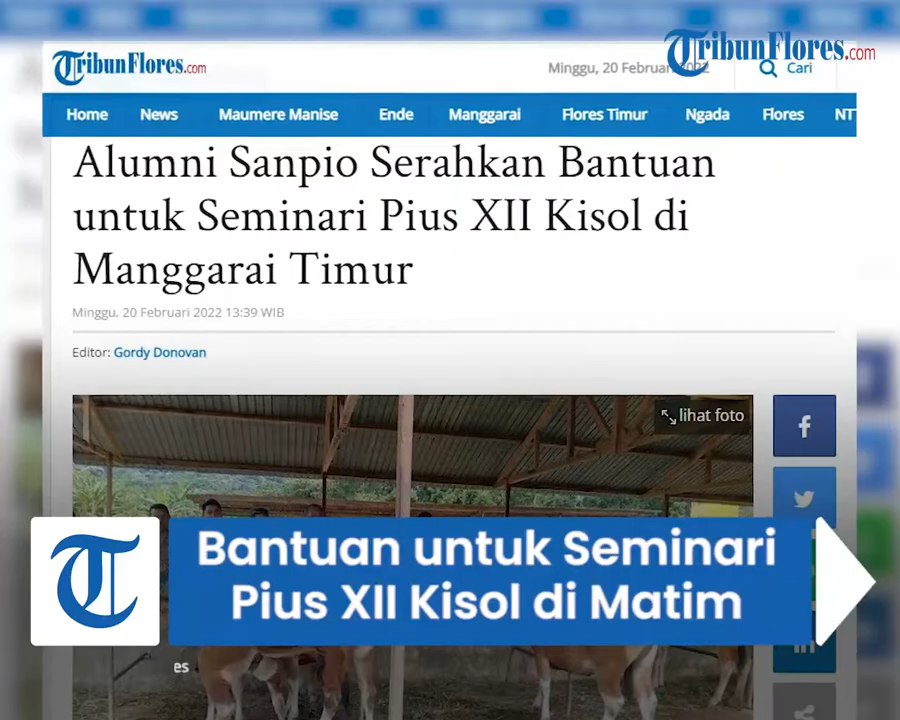 TribunFlores.com
Minggu, 20 Februari 2022
TribunFlores.com
Cari
Home News Maumere Manise Ende Manggarai Flores Timur Ngada Flores NT
Alumni Sanpio Serahkan Bantuan
untuk Seminari Pius XII Kisol di
Manggarai Timur
Minggu, 20 Februari 2022 13:39 WIB
Editor: Gordy Donovan
lihat foto
Bantuan untuk Seminari
Pius XII Kisol di Matim
es